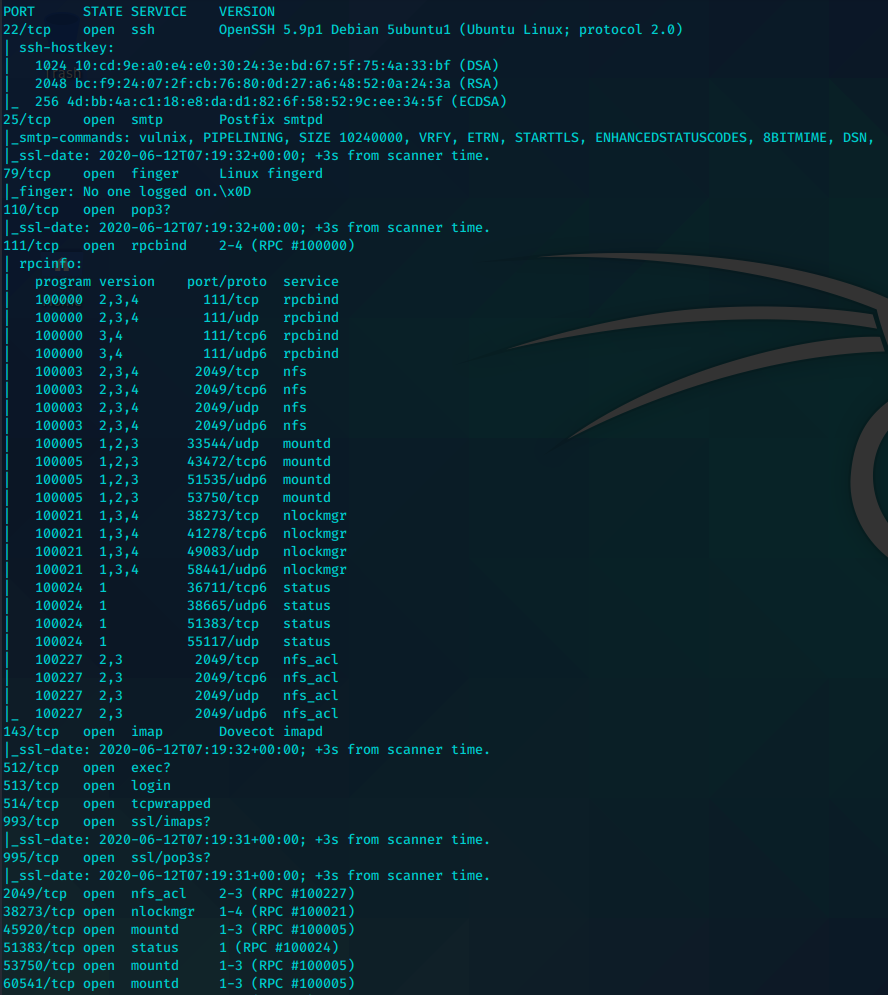 PORT      STATE SERVICE    VERSION
22/tcp    open  ssh        OpenSSH 5.9p1 Debian 5ubuntu1 (Ubuntu Linux; protocol 2.0)
| ssh-hostkey:
|   1024 10:cd:9e:a0:e4:e0:30:24:3e:bd:67:5f:75:4a:33:bf (DSA)
|   2048 bc:f9:24:07:2f:cb:76:80:0d:27:a6:48:52:0a:24:3a (RSA)
|_  256 4d:bb:4a:c1:18:e8:da:d1:82:6f:58:52:9c:ee:34:5f (ECDSA)
25/tcp    open  smtp       Postfix smtpd
|_smtp-commands: vulnix, PIPELINING, SIZE 10240000, VRFY, ETRN, STARTTLS, ENHANCEDSTATUSCODES, 8BITMIME, DSN,
|_ssl-date: 2020-06-12T07:19:32+00:00; +3s from scanner time.
79/tcp    open  finger     Linux fingerd
|_finger: No one logged on.\x0D
110/tcp   open  pop3?
|_ssl-date: 2020-06-12T07:19:32+00:00; +3s from scanner time.
111/tcp   open  rpcbind    2-4 (RPC #100000)
| rpcinfo:
|   program version    port/proto  service
|   100000  2,3,4        111/tcp   rpcbind
|   100000  2,3,4        111/udp   rpcbind
|   100000  3,4          111/tcp6  rpcbind
|   100000  3,4          111/udp6  rpcbind
|   100003  2,3,4       2049/tcp   nfs
|   100003  2,3,4       2049/tcp6  nfs
|   100003  2,3,4       2049/udp   nfs
|   100003  2,3,4       2049/udp6  nfs
|   100005  1,2,3      33544/udp   mountd
|   100005  1,2,3      43472/tcp6  mountd
|   100005  1,2,3      51535/udp6  mountd
|   100005  1,2,3      53750/tcp   mountd
|   100021  1,3,4      38273/tcp   nlockmgr
|   100021  1,3,4      41278/tcp6  nlockmgr
|   100021  1,3,4      49083/udp   nlockmgr
|   100021  1,3,4      58441/udp6  nlockmgr
|   100024  1          36711/tcp6  status
|   100024  1          38665/udp6  status
|   100024  1          51383/tcp   status
|   100024  1          55117/udp   status
|   100227  2,3         2049/tcp   nfs_acl
|   100227  2,3         2049/tcp6  nfs_acl
|   100227  2,3         2049/udp   nfs_acl
|_  100227  2,3         2049/udp6  nfs_acl
143/tcp   open  imap       Dovecot imapd
|_ssl-date: 2020-06-12T07:19:32+00:00; +3s from scanner time.
512/tcp   open  exec?
513/tcp   open  login
514/tcp   open  tcpwrapped
993/tcp   open  ssl/imaps?
|_ssl-date: 2020-06-12T07:19:31+00:00; +3s from scanner time.
995/tcp   open  ssl/pop3s?
|_ssl-date: 2020-06-12T07:19:31+00:00; +3s from scanner time.
2049/tcp  open  nfs_acl    2-3 (RPC #100227)
38273/tcp open  nlockmgr   1-4 (RPC #100021)
45920/tcp open  mountd     1-3 (RPC #100005)
51383/tcp open  status     1 (RPC #100024)
53750/tcp open  mountd     1-3 (RPC #100005)
60541/tcp open  mountd     1-3 (RPC #100005)